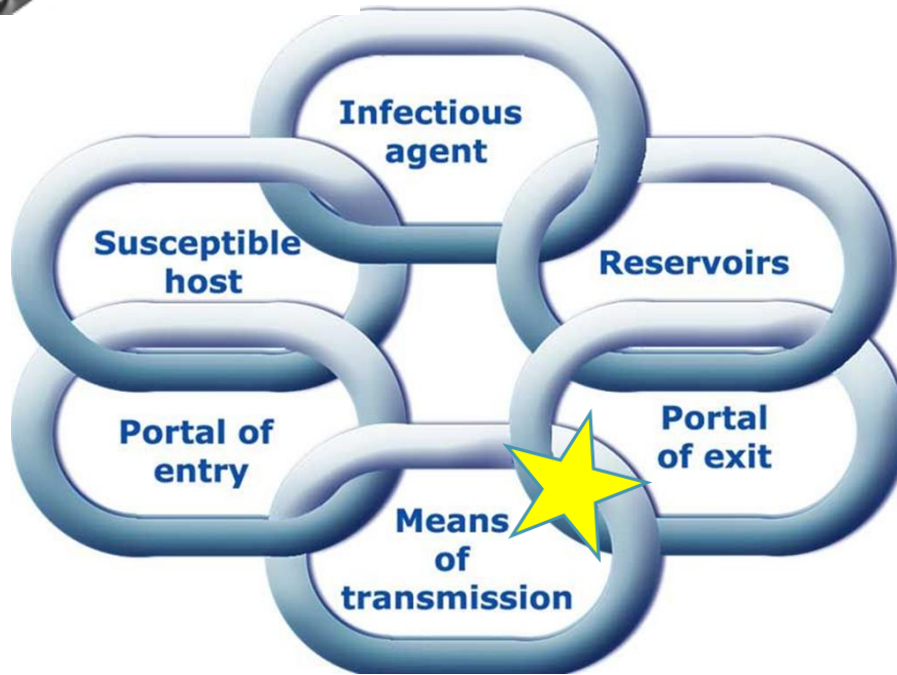 Infectious
agent
Susceptible
host
Reservoirs
Portal of
entry
Portal
of exit
Means
of
transmission